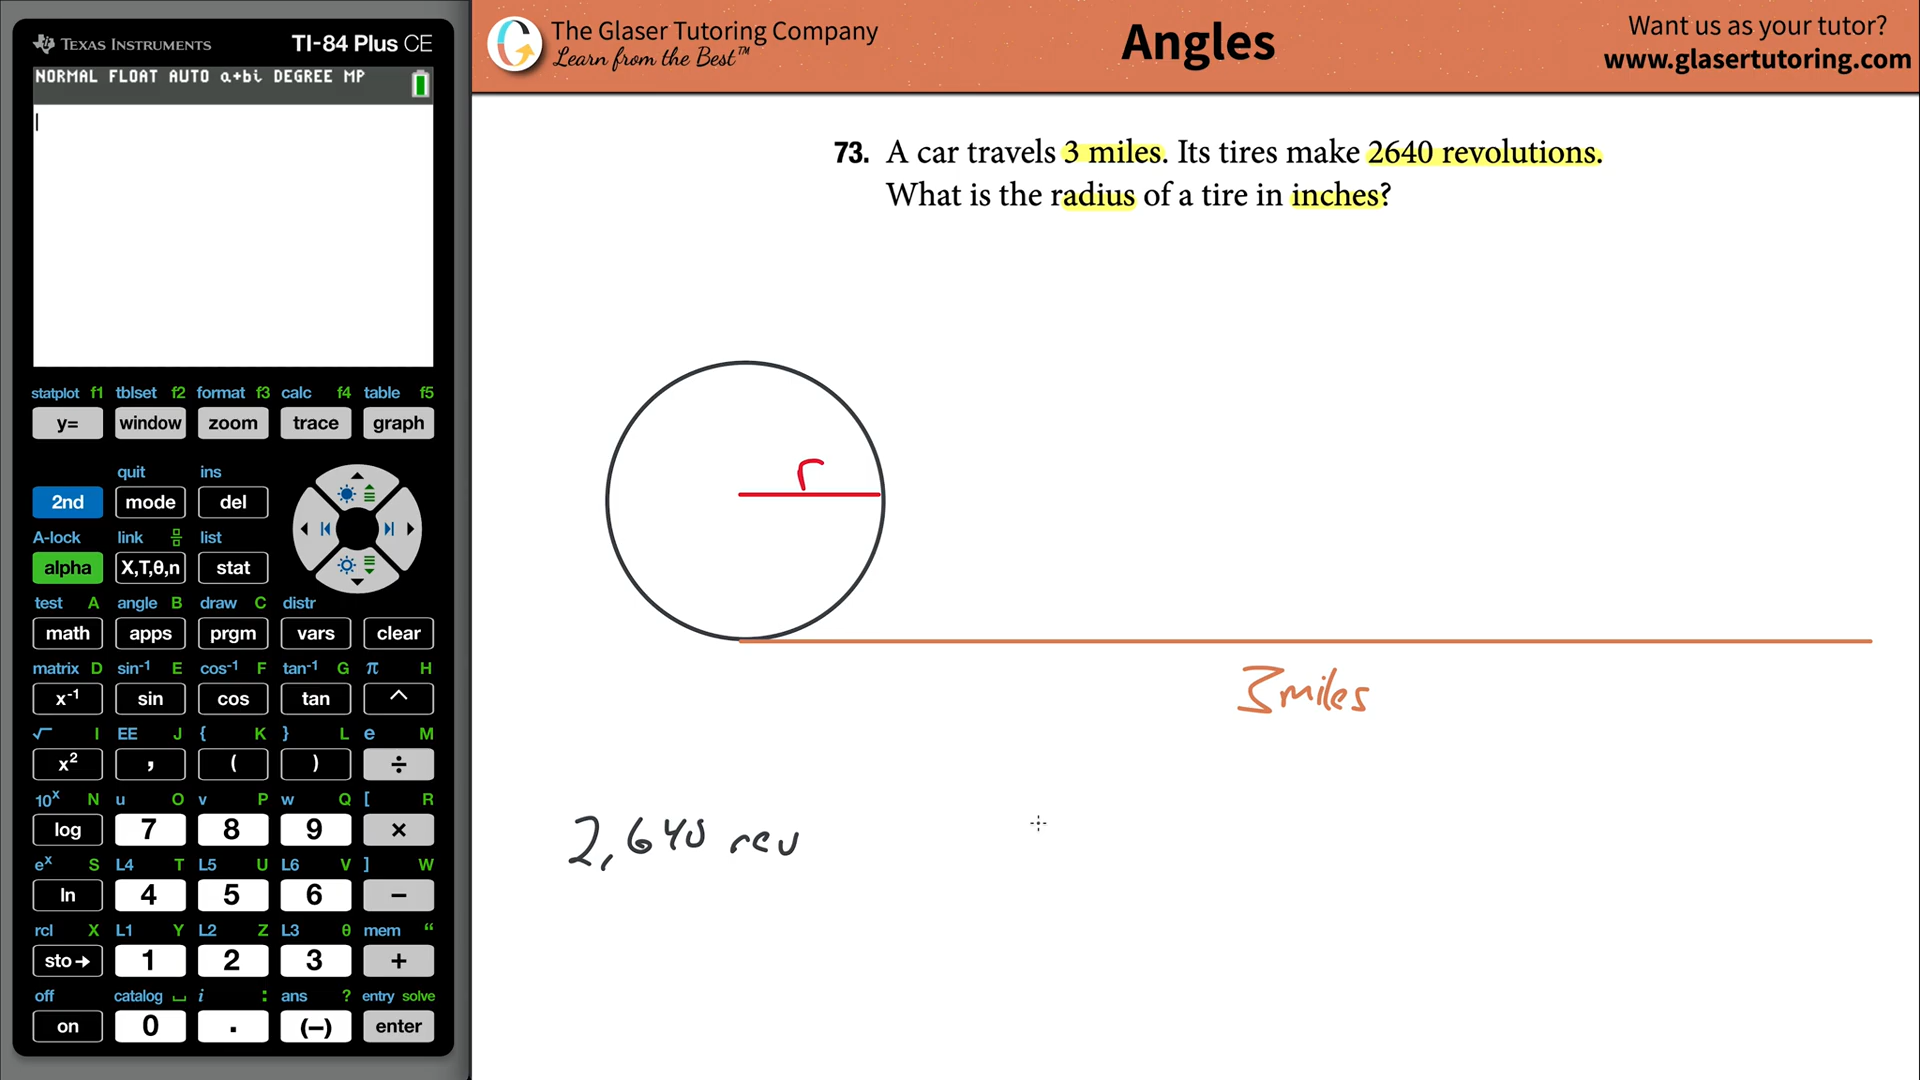 TEXAS INSTRUMENTS TI-84 Plus CE
NORMAL FLOAT AUTO a+bi DEGREE MP
statplot f1 tblset f2 format f3 calc f4 table f5
y= window zoom trace graph
quit ins
2nd mode del
A-lock link list
alpha X,T,θ,n stat
test A angle B draw C distr
math apps prgm vars clear
matrix D sin-1 E cos-1 F tan-1 G π H
x-1 sin cos tan ^
√ I EE J { K } L e M
x2 , ( ) ÷
10x N u O v P w Q [ R
log 7 8 9 ×
ex S L4 T L5 U L6 V ] W
ln 4 5 6 −
rcl X L1 Y L2 Z L3 θ mem "
sto→ 1 2 3 +
off catalog ⎵ i : ans ? entry solve
on 0 . (–) enter
The Glaser Tutoring Company
Learn from the Best™
Angles
Want us as your tutor?
www.glasertutoring.com
73. A car travels 3 miles. Its tires make 2640 revolutions.
What is the radius of a tire in inches?
r
3miles
2,640 rev